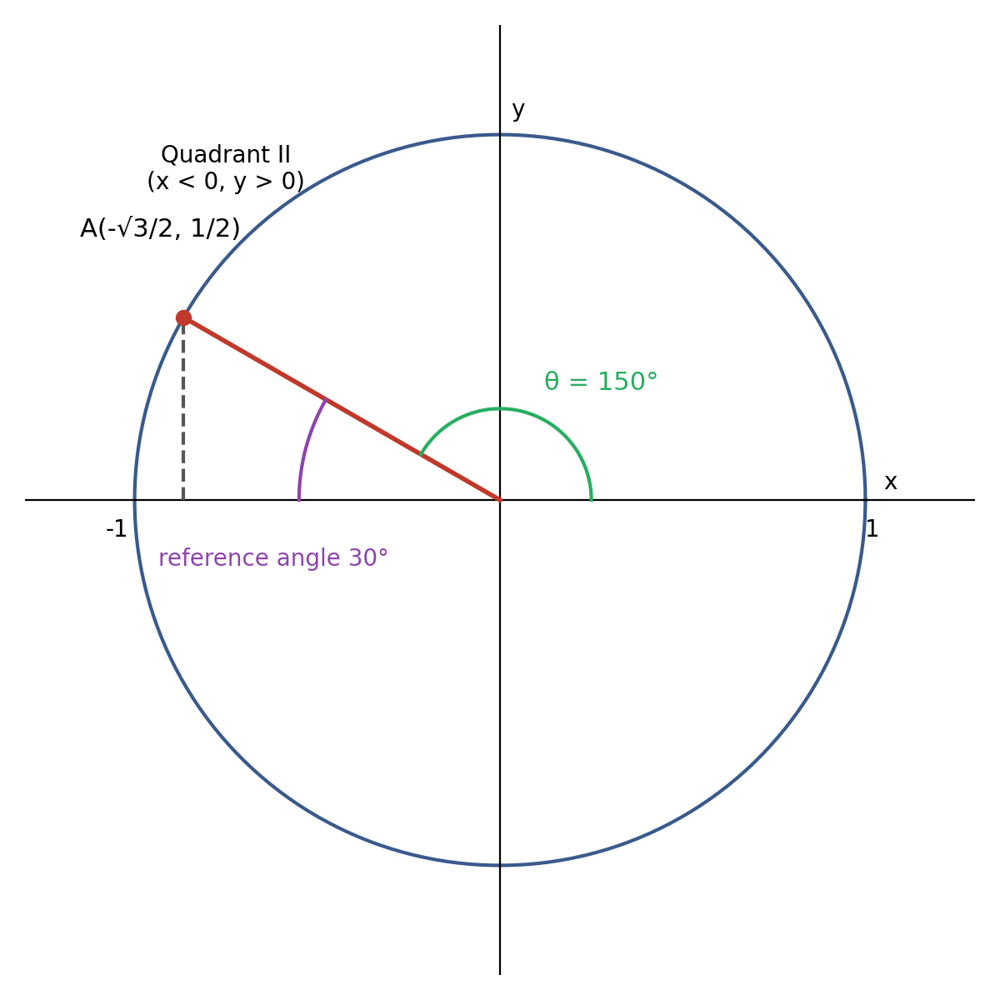 y
Quadrant II
(x < 0, y > 0)
A(-√3/2, 1/2)
θ = 150°
x
-1
1
reference angle 30°